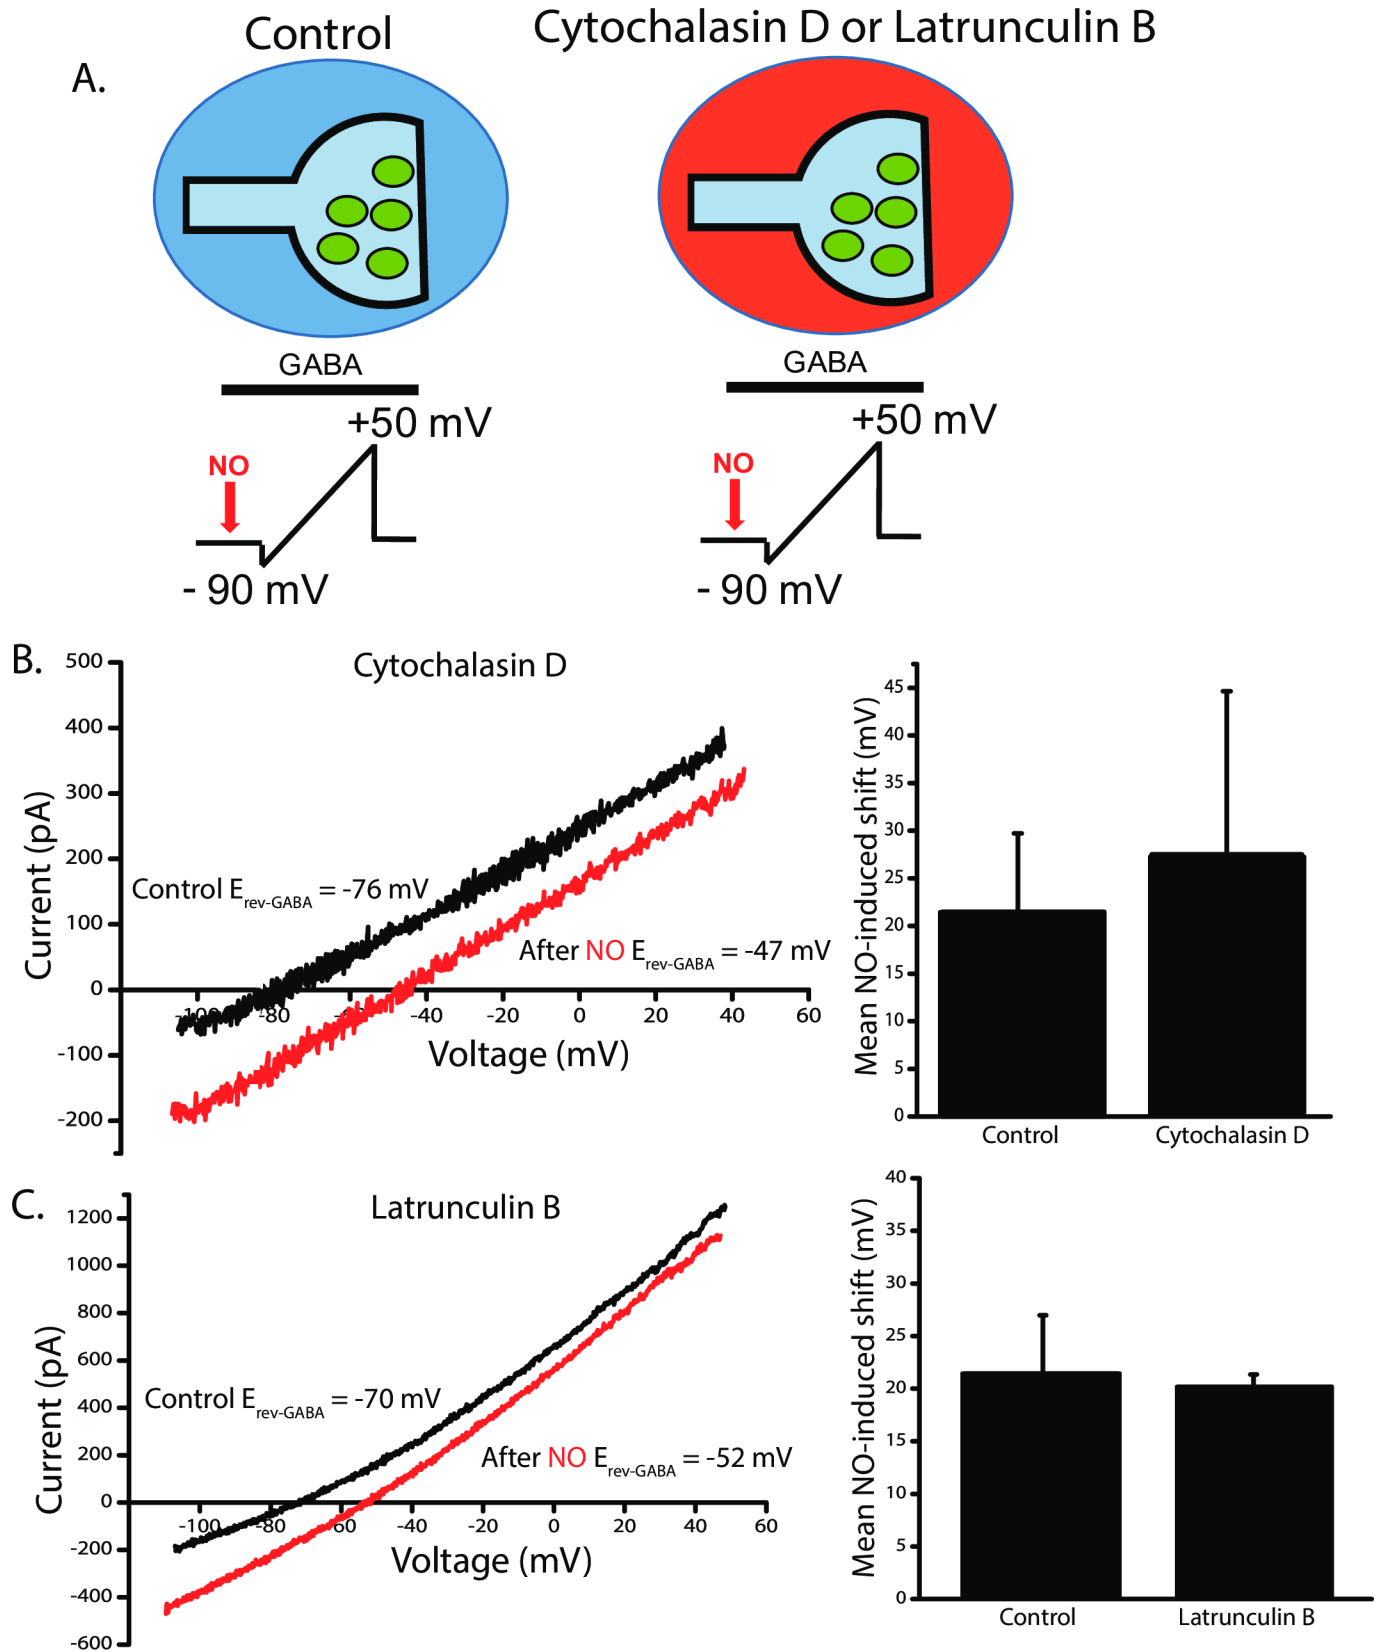 Control
Cytochalasin D or Latrunculin B
A.
GABA
GABA
+50 mV
+50 mV
NO
NO
- 90 mV
- 90 mV
B.
Cytochalasin D
500
400
300
200
100
0
-100
-200
Current (pA)
Control Erev-GABA = -76 mV
After NO Erev-GABA = -47 mV
-100
-80
-60
-40
-20
0
20
40
60
Voltage (mV)
Mean NO-induced shift (mV)
45
40
35
30
25
20
15
10
5
0
Control
Cytochalasin D
C.
Latrunculin B
1200
1000
800
600
400
200
0
-200
-400
-600
Current (pA)
Control Erev-GABA = -70 mV
After NO Erev-GABA = -52 mV
-100
-80
-60
-40
-20
0
20
40
60
Voltage (mV)
Mean NO-induced shift (mV)
40
35
30
25
20
15
10
5
0
Control
Latrunculin B